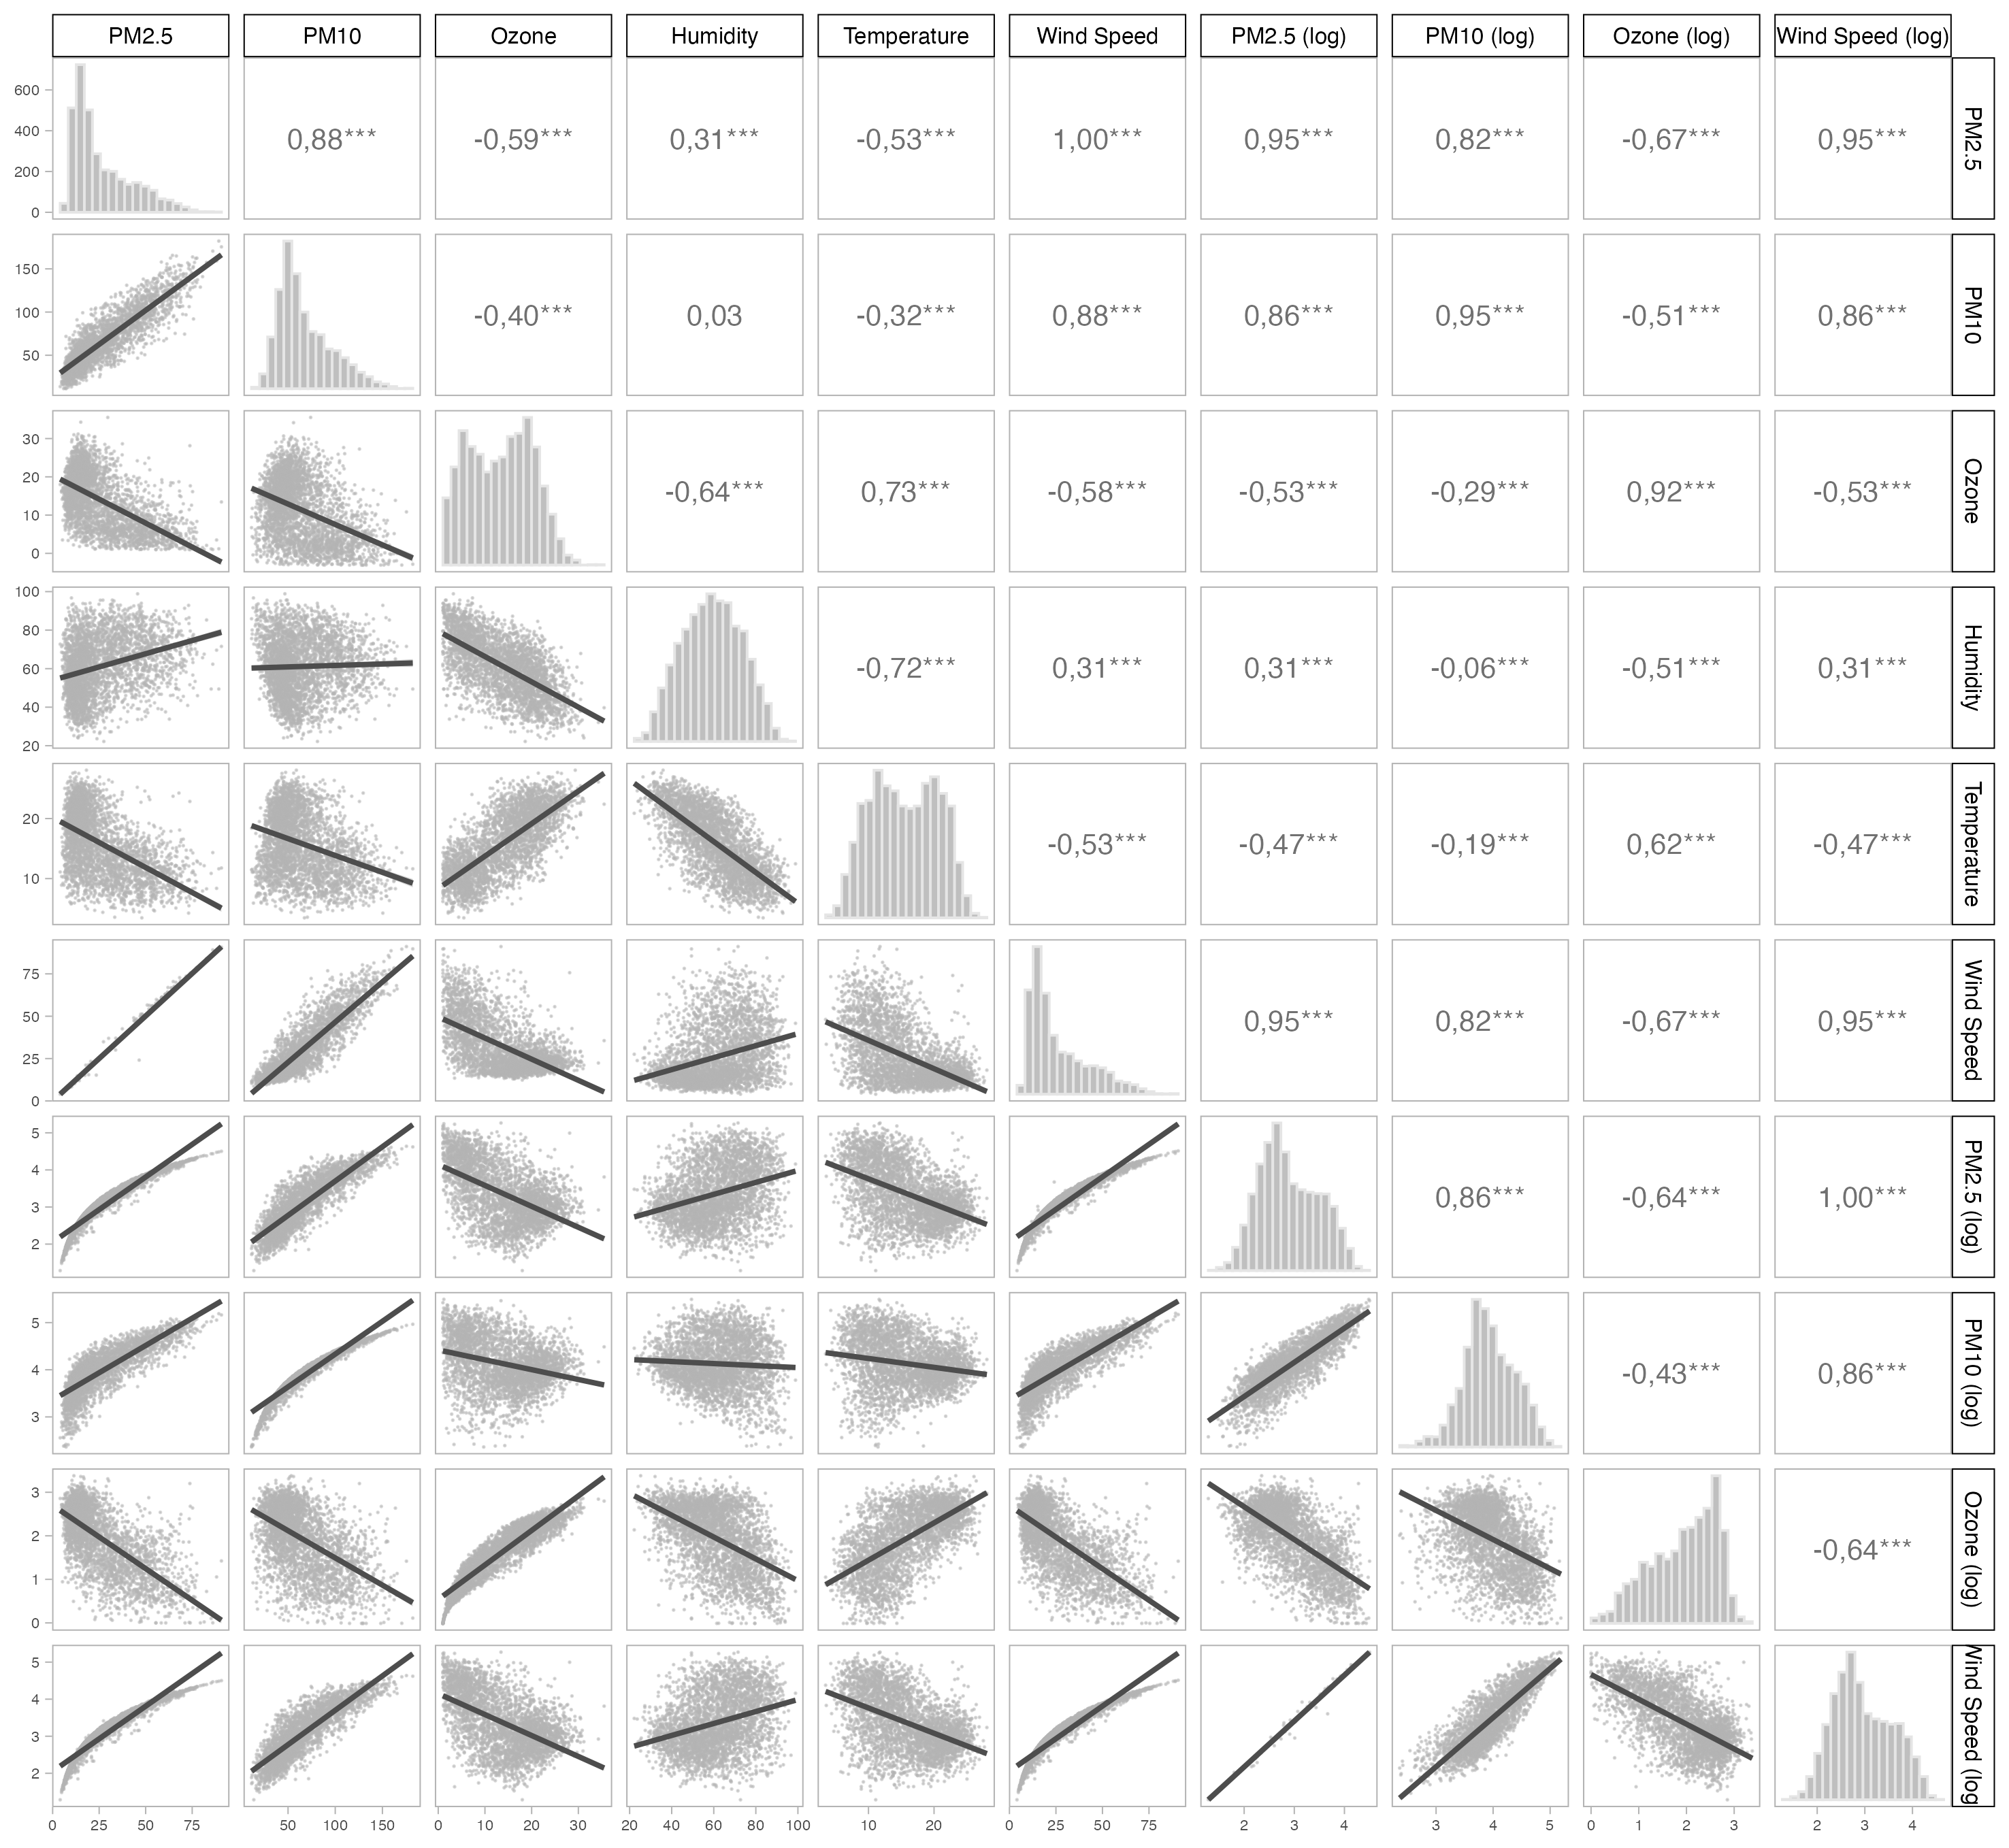 PM2.5 PM10 Ozone Humidity Temperature Wind Speed PM2.5 (log) PM10 (log) Ozone (log) Wind Speed (log)
600
400
200
0
0,88*** -0,59*** 0,31*** -0,53*** 1,00*** 0,95*** 0,82*** -0,67*** 0,95***
PM2.5
150
100
50
-0,40*** 0,03 -0,32*** 0,88*** 0,86*** 0,95*** -0,51*** 0,86***
PM10
30
20
10
0
-0,64*** 0,73*** -0,58*** -0,53*** -0,29*** 0,92*** -0,53***
Ozone
100
80
60
40
20
-0,72*** 0,31*** 0,31*** -0,06*** -0,51*** 0,31***
Humidity
20
10
-0,53*** -0,47*** -0,19*** 0,62*** -0,47***
Temperature
75
50
25
0
0,95*** 0,82*** -0,67*** 0,95***
Wind Speed
5
4
3
2
0,86*** -0,64*** 1,00***
PM2.5 (log)
5
4
3
-0,43*** 0,86***
PM10 (log)
3
2
1
0
-0,64***
Ozone (log)
5
4
3
2
Wind Speed (log
0 25 50 75 50 100 150 0 10 20 30 20 40 60 80 100 10 20 0 25 50 75 2 3 4 3 4 5 0 1 2 3 2 3 4